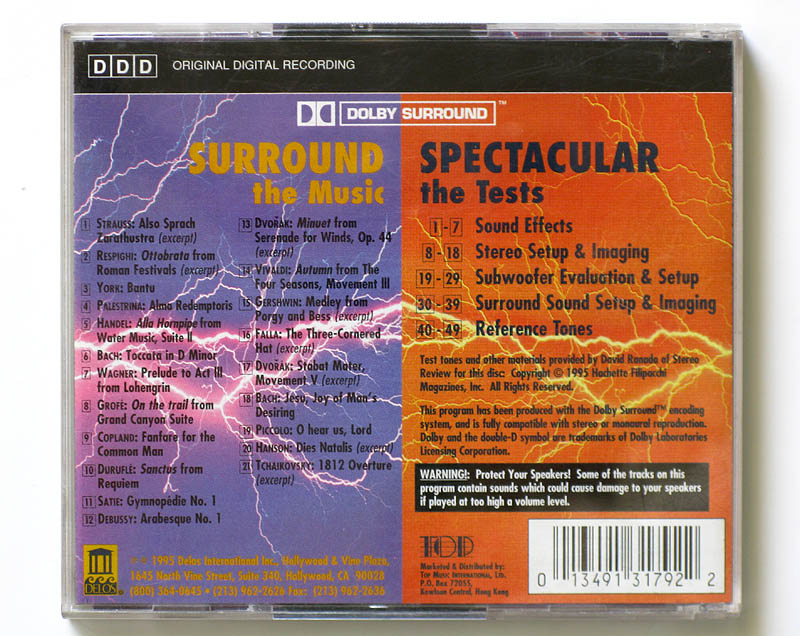 DDD ORIGINAL DIGITAL RECORDING
DOLBY SURROUND™
SURROUND
the Music
1 STRAUSS: Also Sprach
Zarathustra (excerpt)
2 RESPIGHI: Ottobrata from
Roman Festivals (excerpt)
3 YORK: Bantu
4 PALESTRINA: Alma Redemptoris
5 HANDEL: Alla Hornpipe from
Water Music, Suite II
6 BACH: Toccata in D Minor
7 WAGNER: Prelude to Act III
from Lohengrin
8 GROFÉ: On the trail from
Grand Canyon Suite
9 COPLAND: Fanfare for the
Common Man
10 DURUFLÉ: Sanctus from
Requiem
11 SATIE: Gymnopédie No. 1
12 DEBUSSY: Arabesque No. 1
13 DVOŘÁK: Minuet from
Serenade for Winds, Op. 44
(excerpt)
14 VIVALDI: Autumn from The
Four Seasons, Movement III
15 GERSHWIN: Medley from
Porgy and Bess (excerpt)
16 FALLA: The Three-Cornered
Hat (excerpt)
17 DVOŘÁK: Stabat Mater,
Movement V (excerpt)
18 BACH: Jesu, Joy of Man's
Desiring
19 PICCOLO: O hear us, Lord
20 HANSON: Dies Natalis (excerpt)
21 TCHAIKOVSKY: 1812 Overture
(excerpt)
DELOS
℗ © 1995 Delos International Inc., Hollywood & Vine Plaza,
1645 North Vine Street, Suite 340, Hollywood, CA 90028
(800) 364-0645 • (213) 962-2626 Fax: (213) 962-2636
SPECTACULAR
the Tests
1 - 7 Sound Effects
8 - 18 Stereo Setup & Imaging
19 - 29 Subwoofer Evaluation & Setup
30 - 39 Surround Sound Setup & Imaging
40 - 49 Reference Tones
Test tones and other materials provided by David Ranada of Stereo
Review for this disc: Copyright © 1995 Hachette Filipacchi
Magazines, Inc. All Rights Reserved.
This program has been produced with the Dolby Surround™ encoding
system, and is fully compatible with stereo or monaural reproduction.
Dolby and the double-D symbol are trademarks of Dolby Laboratories
Licensing Corporation.
WARNING!: Protect Your Speakers! Some of the tracks on this
program contain sounds which could cause damage to your speakers
if played at too high a volume level.
TOP
Marketed & Distributed by:
TOP MUSIC INTERNATIONAL, LTD.
P.O. Box 72055,
Kowloon Central, Hong Kong
0 13491 31792 2